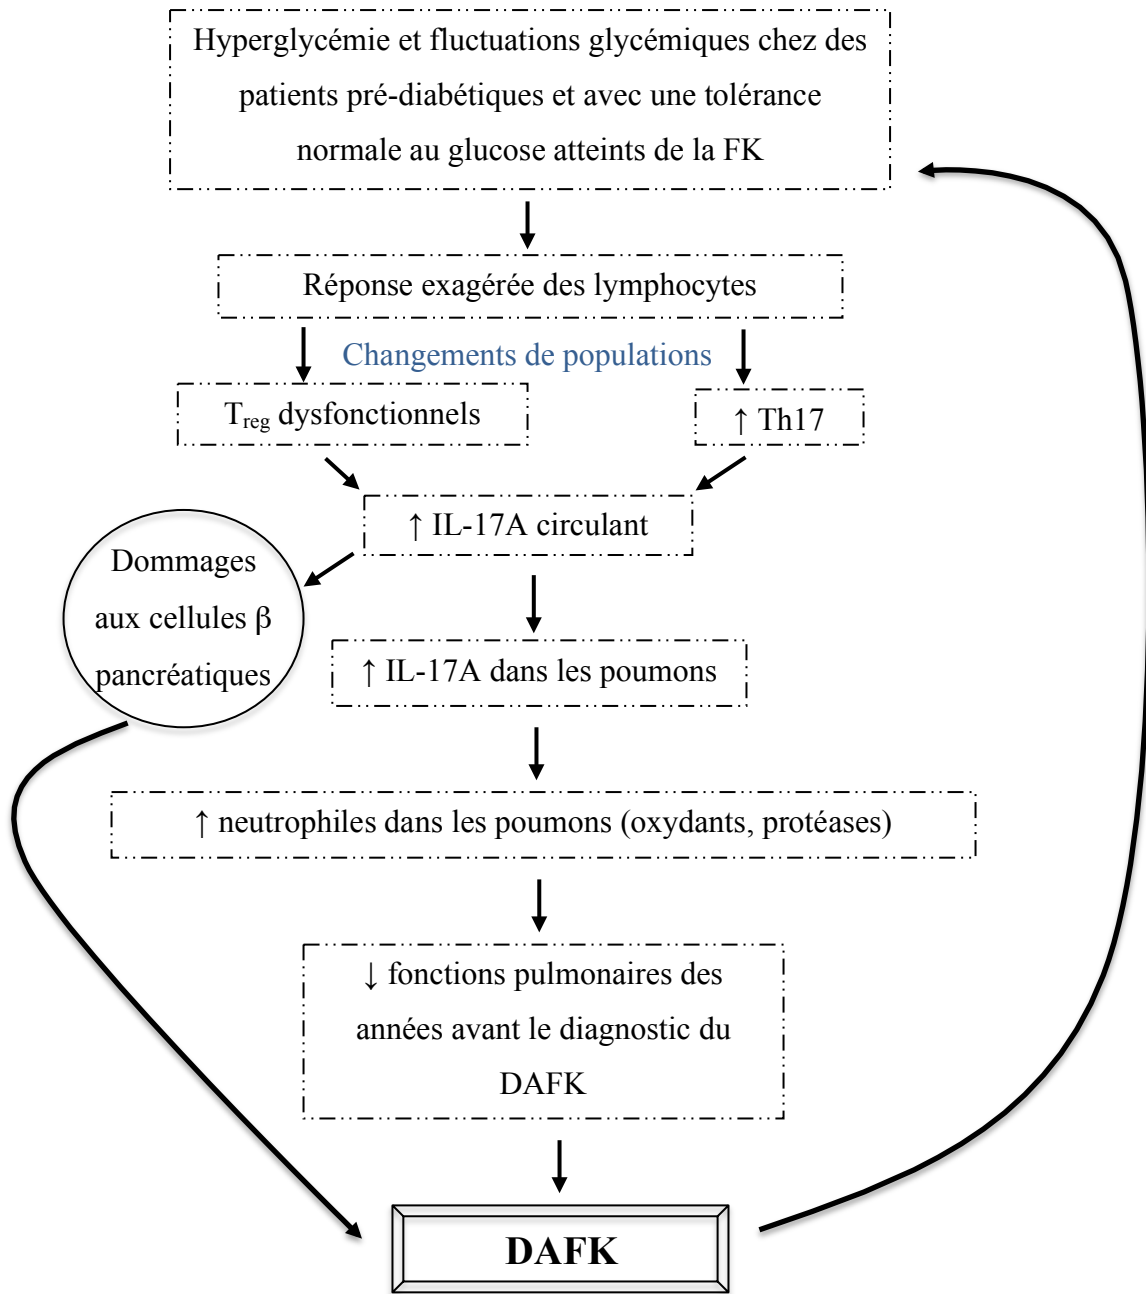 Hyperglycémie et fluctuations glycémiques chez des
patients pré-diabétiques et avec une tolérance
normale au glucose atteints de la FK
Réponse exagérée des lymphocytes
Changements de populations
Treg dysfonctionnels
↑ Th17
↑ IL-17A circulant
Dommages
aux cellules β
pancréatiques
↑ IL-17A dans les poumons
↑ neutrophiles dans les poumons (oxydants, protéases)
↓ fonctions pulmonaires des
années avant le diagnostic du
DAFK
DAFK